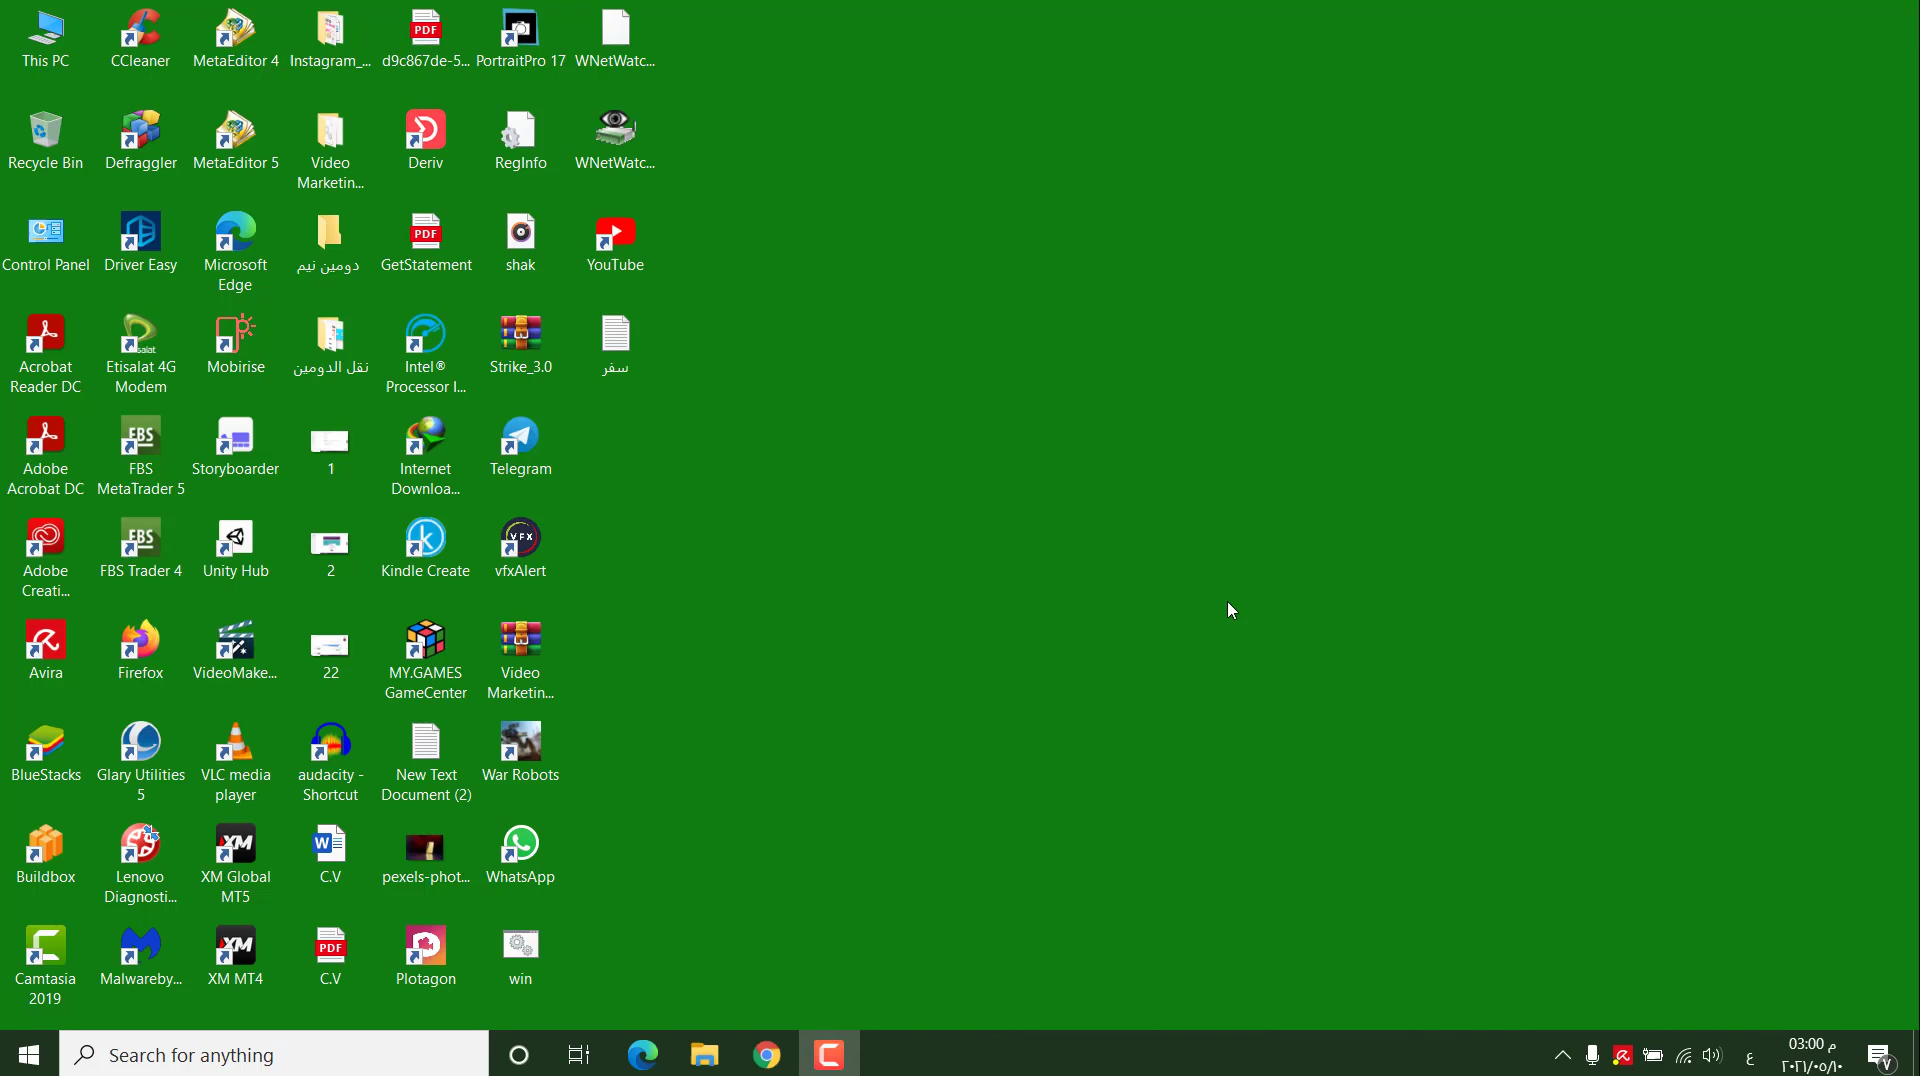 This PC
CCleaner
MetaEditor 4
Instagram_...
d9c867de-5...
PortraitPro 17
WNetWatc...
Recycle Bin
Defraggler
MetaEditor 5
Video
Marketin...
Deriv
RegInfo
WNetWatc...
Control Panel
Driver Easy
Microsoft
Edge
دومين نيم
GetStatement
shak
YouTube
Acrobat
Reader DC
Etisalat 4G
Modem
Mobirise
نقل الدومين
Intel®
Processor I...
Strike_3.0
سفر
Adobe
Acrobat DC
FBS
MetaTrader 5
Storyboarder
1
Internet
Downloa...
Telegram
Adobe
Creati...
FBS Trader 4
Unity Hub
2
Kindle Create
vfxAlert
Avira
Firefox
VideoMake...
22
MY.GAMES
GameCenter
Video
Marketin...
BlueStacks
Glary Utilities
5
VLC media
player
audacity -
Shortcut
New Text
Document (2)
War Robots
Buildbox
Lenovo
Diagnosti...
XM Global
MT5
C.V
pexels-phot...
WhatsApp
Camtasia
2019
Malwareby...
XM MT4
C.V
Plotagon
win
Search for anything
ع
03:00 م
٢٠٢١/٠٥/١٠